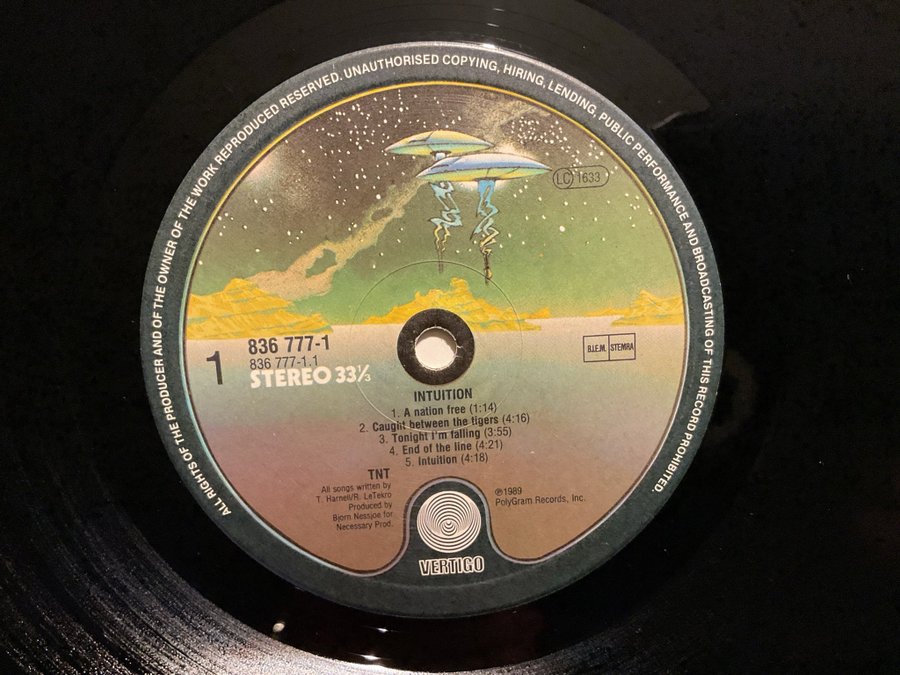 ALL RIGHTS OF THE PRODUCER AND OF THE OWNER OF THE WORK REPRODUCED RESERVED. UNAUTHORISED COPYING, HIRING, LENDING, PUBLIC PERFORMANCE AND BROADCASTING OF THIS RECORD PROHIBITED.
LC 1633
1
836 777-1
836 777-1.1
STEREO 33⅓
B.I.E.M. STEMRA
INTUITION
1. A nation free (1:14)
2. Caught between the tigers (4:16)
3. Tonight I'm falling (3:55)
4. End of the line (4:21)
5. Intuition (4:18)
TNT
All songs written by
T. Harnell/R. LeTekro
Produced by
Bjorn Nessjoe for
Necessary Prod.
℗1989
PolyGram Records, Inc.
VERTIGO